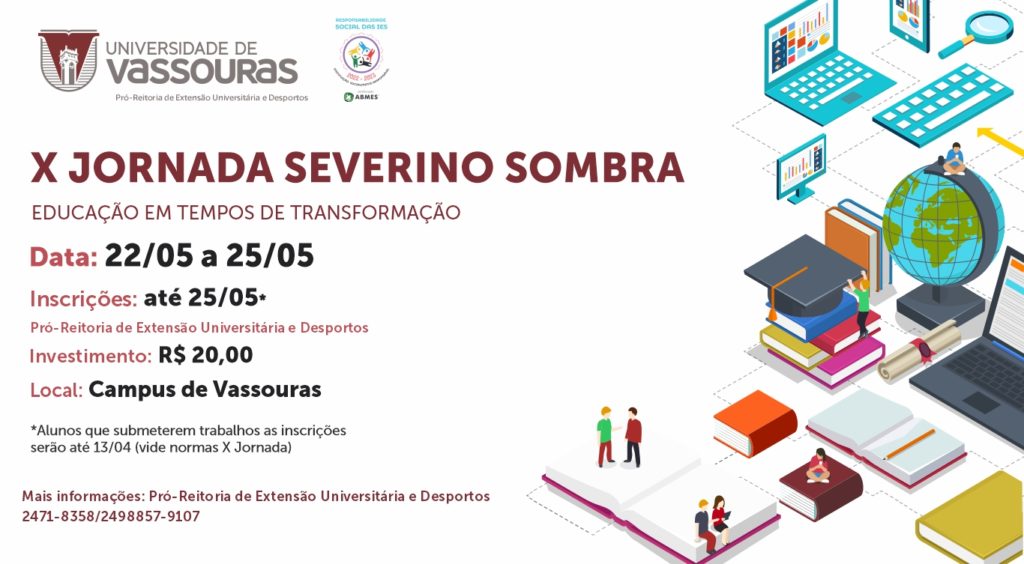 UNIVERSIDADE DE
VASSOURAS
Pró-Reitoria de Extensão Universitária e Desportos
RESPONSABILIDADE
SOCIAL DAS IES
2022 - 2023
ABMES
X JORNADA SEVERINO SOMBRA
EDUCAÇÃO EM TEMPOS DE TRANSFORMAÇÃO
Data: 22/05 a 25/05
Inscrições: até 25/05*
Pró-Reitoria de Extensão Universitária e Desportos
Investimento: R$ 20,00
Local: Campus de Vassouras
*Alunos que submeterem trabalhos as inscrições
serão até 13/04 (vide normas X Jornada)
Mais informações: Pró-Reitoria de Extensão Universitária e Desportos
2471-8358/2498857-9107